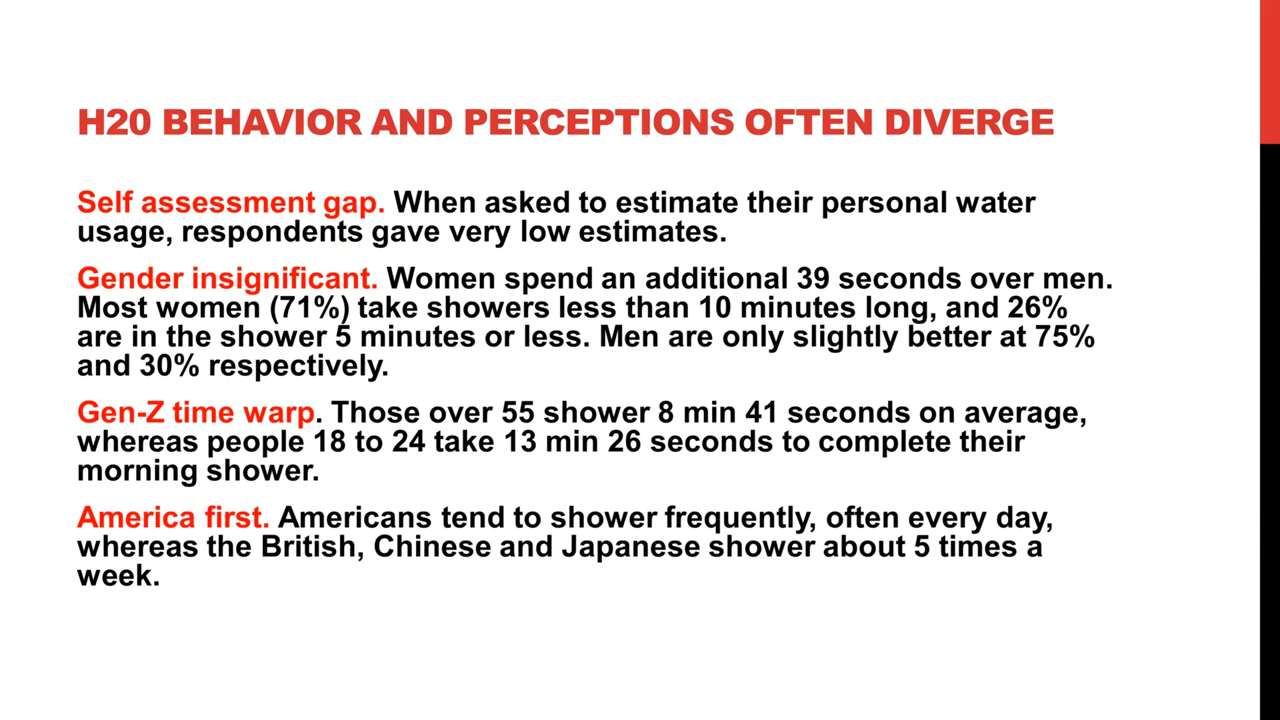 H20 BEHAVIOR AND PERCEPTIONS OFTEN DIVERGE
Self assessment gap. When asked to estimate their personal water
usage, respondents gave very low estimates.
Gender insignificant. Women spend an additional 39 seconds over men.
Most women (71%) take showers less than 10 minutes long, and 26%
are in the shower 5 minutes or less. Men are only slightly better at 75%
and 30% respectively.
Gen-Z time warp. Those over 55 shower 8 min 41 seconds on average,
whereas people 18 to 24 take 13 min 26 seconds to complete their
morning shower.
America first. Americans tend to shower frequently, often every day,
whereas the British, Chinese and Japanese shower about 5 times a
week.